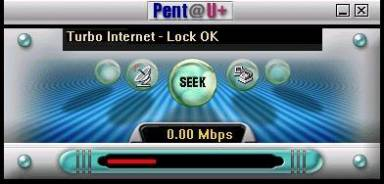 Pent@U+
Turbo Internet - Lock OK
SEEK
0.00 Mbps